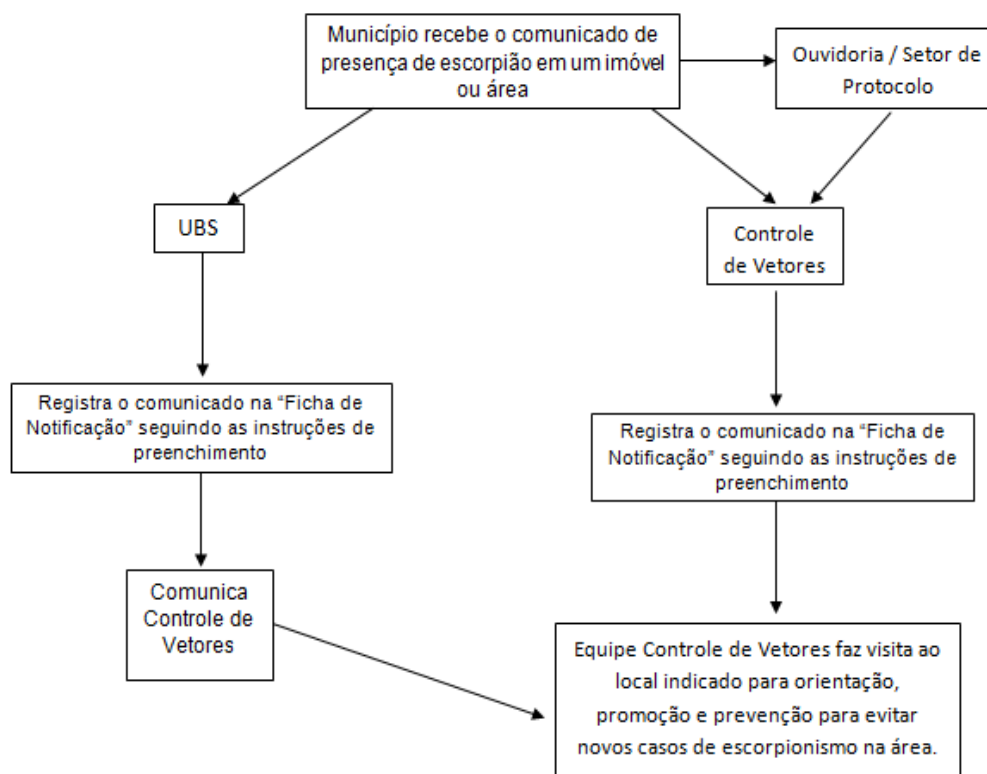 Município recebe o comunicado de
presença de escorpião em um imóvel
ou área
Ouvidoria / Setor de
Protocolo
UBS
Controle
de Vetores
Registra o comunicado na “Ficha de
Notificação” seguindo as instruções de
preenchimento
Registra o comunicado na “Ficha de
Notificação” seguindo as instruções de
preenchimento
Comunica
Controle de
Vetores
Equipe Controle de Vetores faz visita ao
local indicado para orientação,
promoção e prevenção para evitar
novos casos de escorpionismo na área.